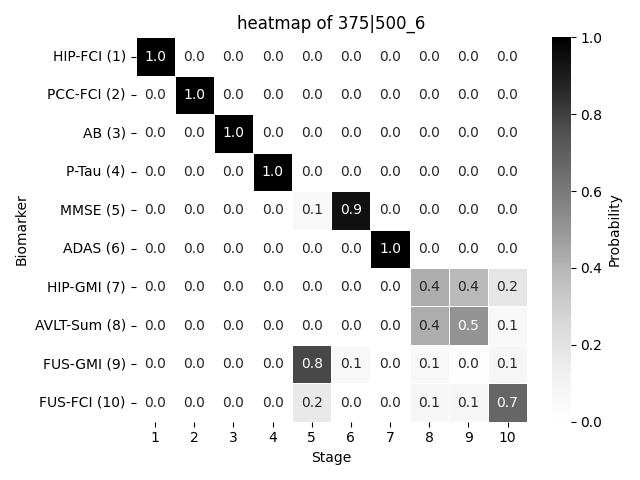 heatmap of 375|500_6
HIP-FCI (1) 1.0 0.0 0.0 0.0 0.0 0.0 0.0 0.0 0.0 0.0
PCC-FCI (2) 0.0 1.0 0.0 0.0 0.0 0.0 0.0 0.0 0.0 0.0
AB (3) 0.0 0.0 1.0 0.0 0.0 0.0 0.0 0.0 0.0 0.0
P-Tau (4) 0.0 0.0 0.0 1.0 0.0 0.0 0.0 0.0 0.0 0.0
MMSE (5) 0.0 0.0 0.0 0.0 0.1 0.9 0.0 0.0 0.0 0.0
ADAS (6) 0.0 0.0 0.0 0.0 0.0 0.0 1.0 0.0 0.0 0.0
HIP-GMI (7) 0.0 0.0 0.0 0.0 0.0 0.0 0.0 0.4 0.4 0.2
AVLT-Sum (8) 0.0 0.0 0.0 0.0 0.0 0.0 0.0 0.4 0.5 0.1
FUS-GMI (9) 0.0 0.0 0.0 0.0 0.8 0.1 0.0 0.1 0.0 0.1
FUS-FCI (10) 0.0 0.0 0.0 0.0 0.2 0.0 0.0 0.1 0.1 0.7
1 2 3 4 5 6 7 8 9 10
Stage
Biomarker
1.0
0.8
0.6
0.4
0.2
0.0
Probability